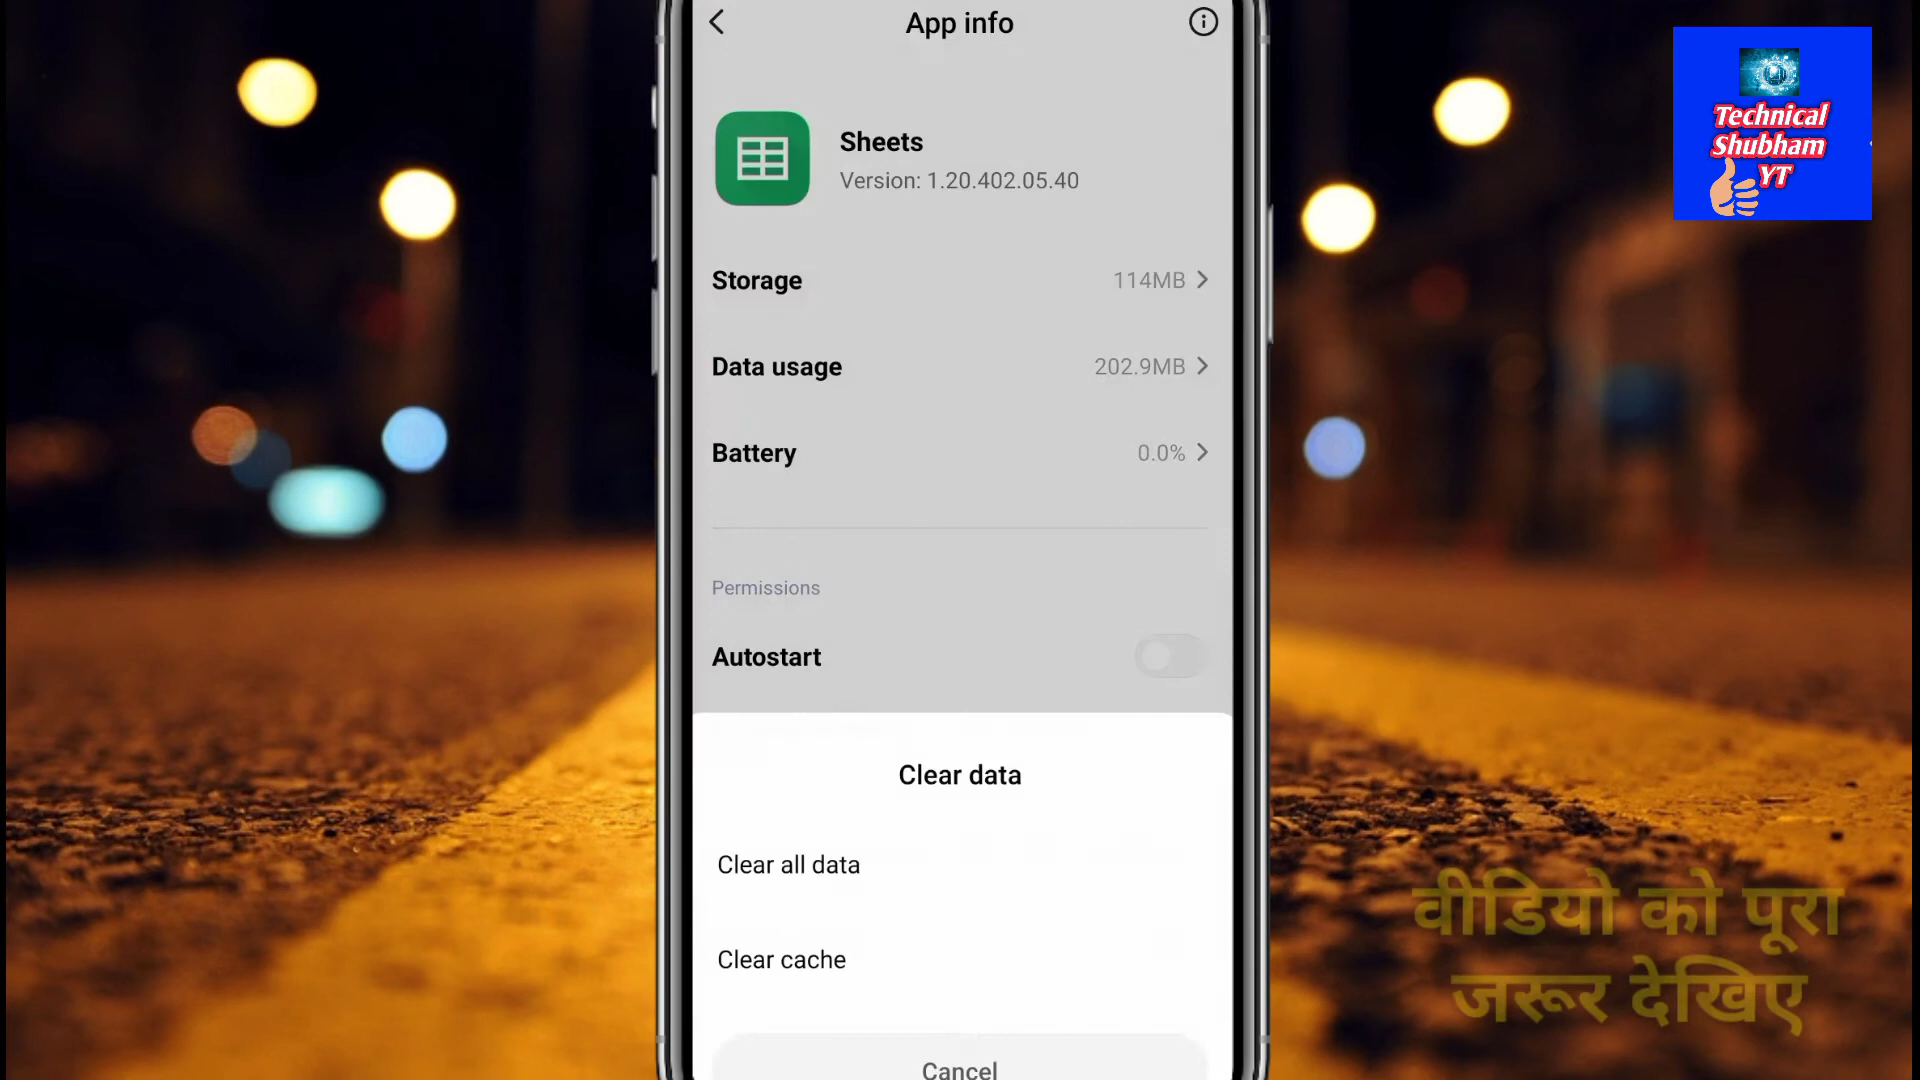 App info
Technical
Shubham
YT
Sheets
Version: 1.20.402.05.40
Storage 114MB
Data usage 202.9MB
Battery 0.0%
Permissions
Autostart
Clear data
Clear all data
Clear cache
Cancel
वीडियो को पूरा
जरूर देखिए